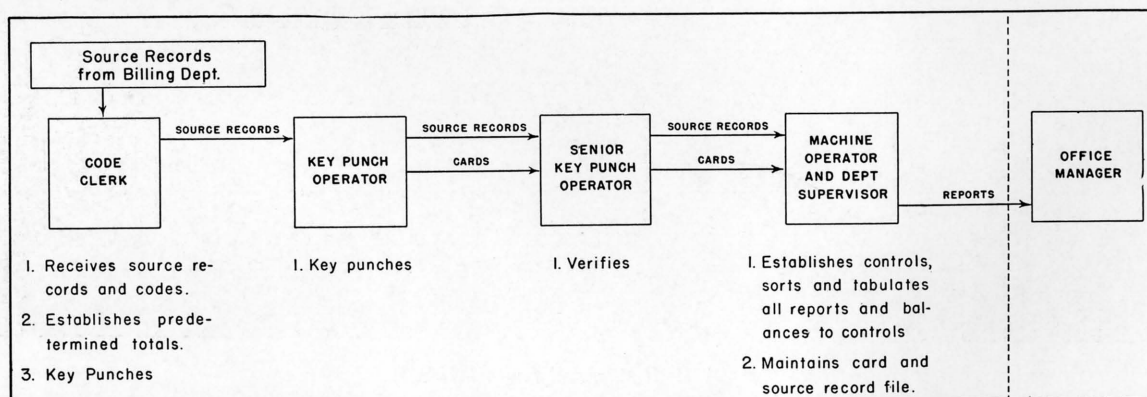 Source Records
from Billing Dept.
CODE
CLERK
SOURCE RECORDS
KEY PUNCH
OPERATOR
SOURCE RECORDS
CARDS
SENIOR
KEY PUNCH
OPERATOR
SOURCE RECORDS
CARDS
MACHINE
OPERATOR
AND DEPT
SUPERVISOR
REPORTS
OFFICE
MANAGER
1. Receives source re-
cords and codes.
2. Establishes prede-
termined totals.
3. Key Punches
1. Key punches
1. Verifies
1. Establishes controls,
sorts and tabulates
all reports and bal-
ances to controls
2. Maintains card and
source record file.